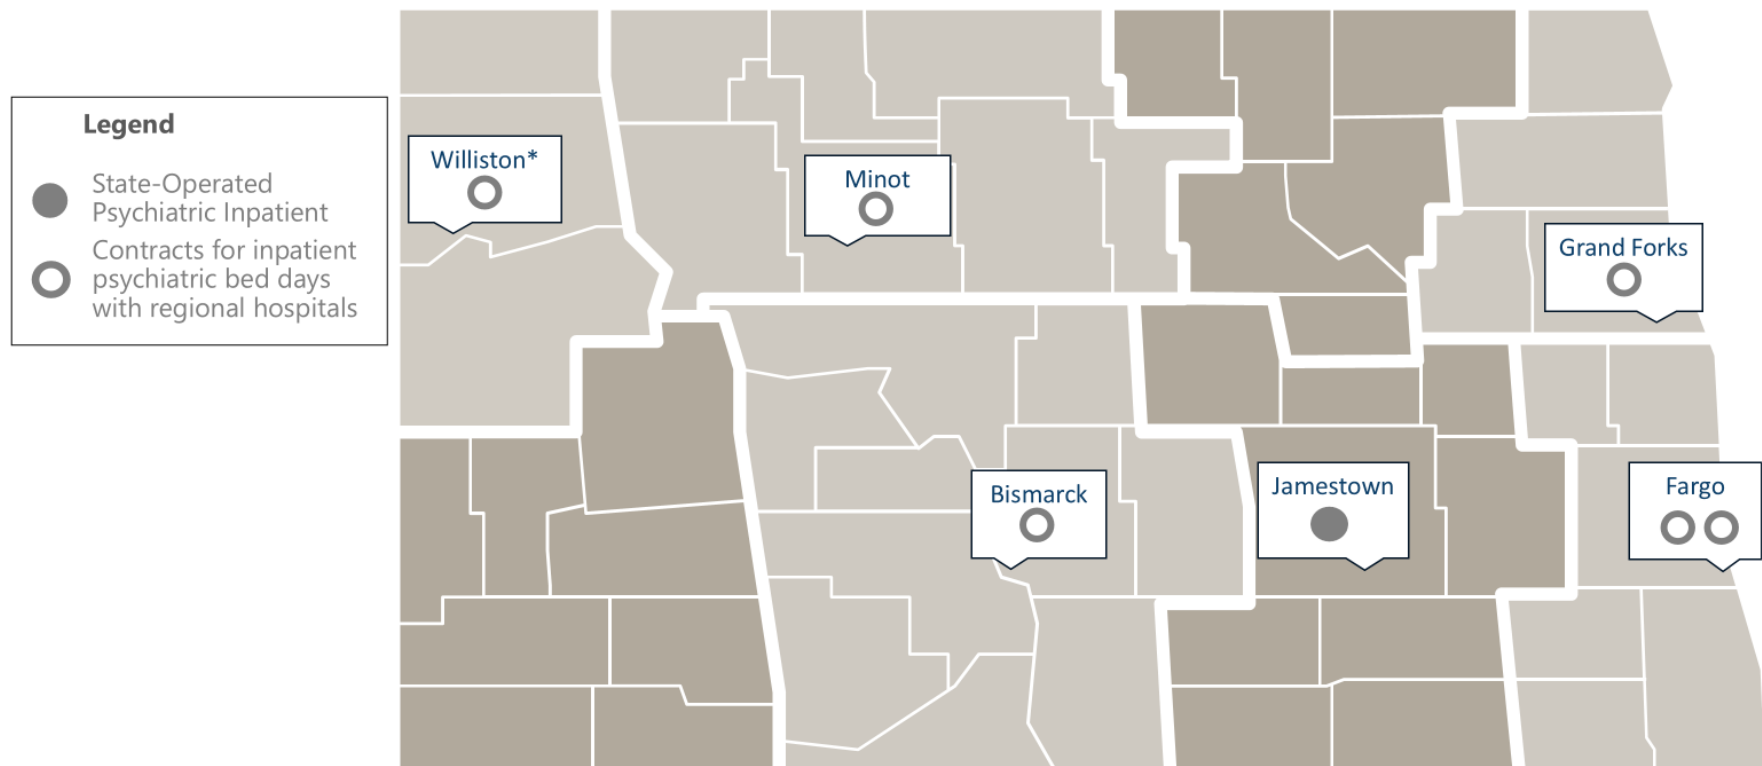 Legend
State-Operated
Psychiatric Inpatient
Contracts for inpatient
psychiatric bed days
with regional hospitals
Williston*
Minot
Grand Forks
Bismarck
Jamestown
Fargo